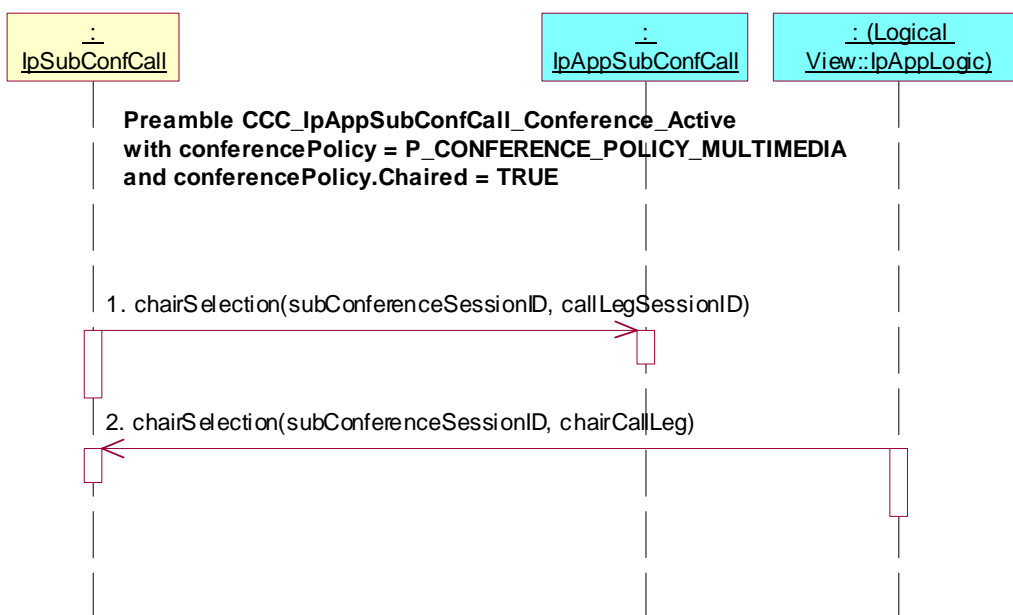 :
IpSubConfCall
:
IpAppSubConfCall
: (Logical
View::IpAppLogic)
Preamble CCC_IpAppSubConfCall_Conference_Active
with conferencePolicy = P_CONFERENCE_POLICY_MULTIMEDIA
and conferencePolicy.Chaired = TRUE
1. chairSelection(subConferenceSessionID, callLegSessionID)
2. chairSelection(subConferenceSessionID, chairCallLeg)